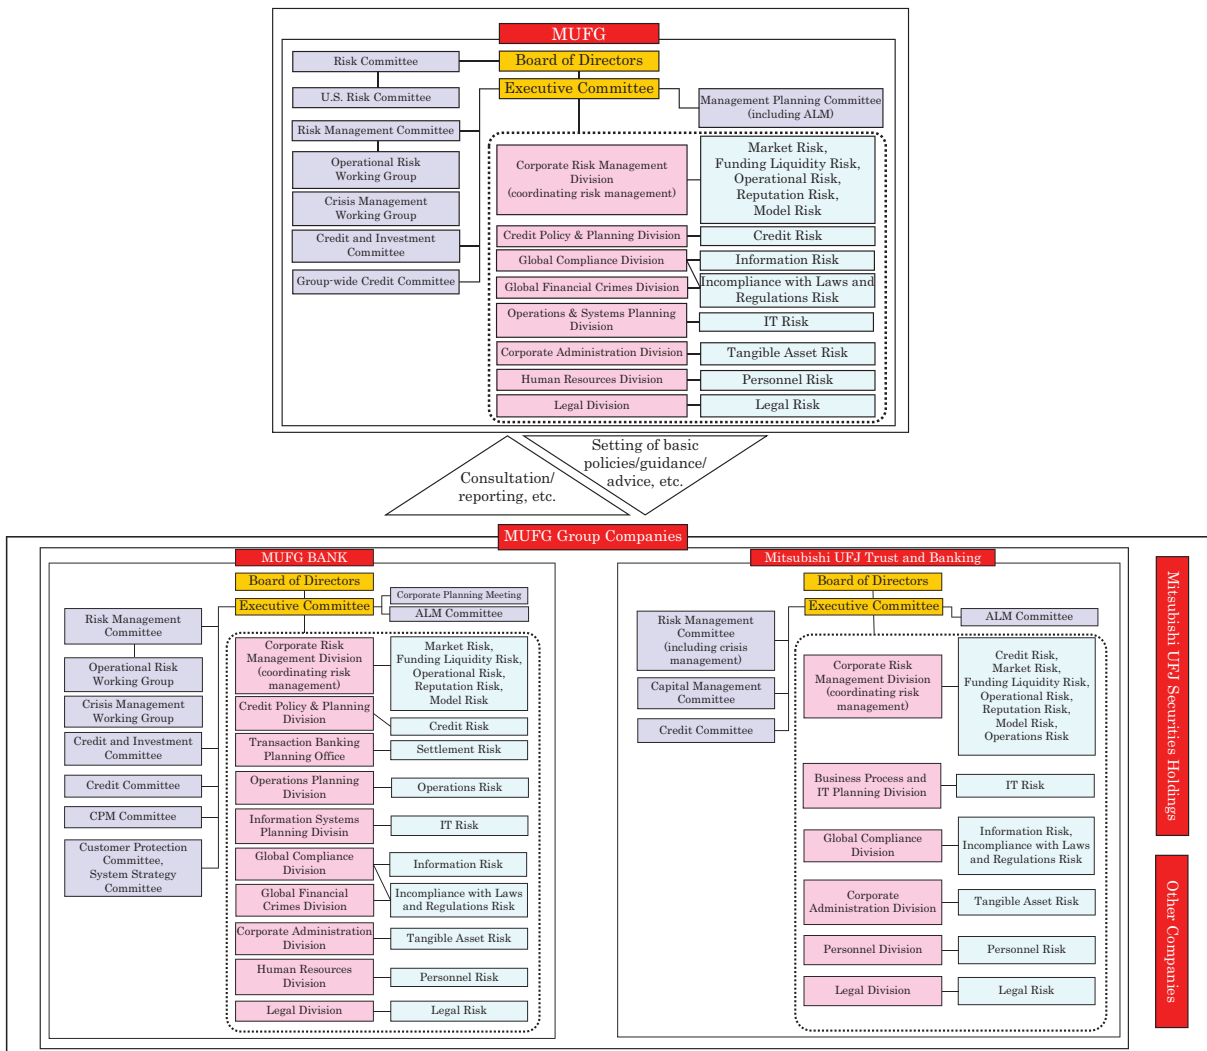 MUFG
Board of Directors
Executive Committee
Risk Committee
U.S. Risk Committee
Risk Management Committee
Operational Risk
Working Group
Crisis Management
Working Group
Credit and Investment
Committee
Group-wide Credit Committee
Management Planning Committee
(including ALM)
Corporate Risk Management
Division
(coordinating risk management)
Market Risk,
Funding Liquidity Risk,
Operational Risk,
Reputation Risk,
Model Risk
Credit Policy & Planning Division
Credit Risk
Global Compliance Division
Information Risk
Global Financial Crimes Division
Incompliance with Laws and
Regulations Risk
Operations & Systems Planning
Division
IT Risk
Corporate Administration Division
Tangible Asset Risk
Human Resources Division
Personnel Risk
Legal Division
Legal Risk
Consultation/
reporting, etc.
Setting of basic
policies/guidance/
advice, etc.
MUFG Group Companies
MUFG BANK
Board of Directors
Executive Committee
Corporate Planning Meeting
ALM Committee
Risk Management
Committee
Operational Risk
Working Group
Crisis Management
Working Group
Credit and Investment
Committee
Credit Committee
CPM Committee
Customer Protection
Committee,
System Strategy
Committee
Corporate Risk
Management Division
(coordinating risk
management)
Market Risk,
Funding Liquidity Risk,
Operational Risk,
Reputation Risk,
Model Risk
Credit Policy & Planning
Division
Credit Risk
Transaction Banking
Planning Office
Settlement Risk
Operations Planning
Division
Operations Risk
Information Systems
Planning Divisin
IT Risk
Global Compliance
Division
Information Risk
Global Financial
Crimes Division
Incompliance with Laws
and Regulations Risk
Corporate Administration
Division
Tangible Asset Risk
Human Resources
Division
Personnel Risk
Legal Division
Legal Risk
Mitsubishi UFJ Trust and Banking
Board of Directors
Executive Committee
ALM Committee
Risk Management
Committee
(including crisis
management)
Capital Management
Committee
Credit Committee
Corporate Risk
Management Division
(coordinating risk
management)
Credit Risk,
Market Risk,
Funding Liquidity Risk,
Operational Risk,
Reputation Risk,
Model Risk,
Operations Risk
Business Process and
IT Planning Division
IT Risk
Global Compliance
Division
Information Risk,
Incompliance with Laws
and Regulations Risk
Corporate
Administration Division
Tangible Asset Risk
Personnel Division
Personnel Risk
Legal Division
Legal Risk
Mitsubishi UFJ Securities Holdings
Other Companies